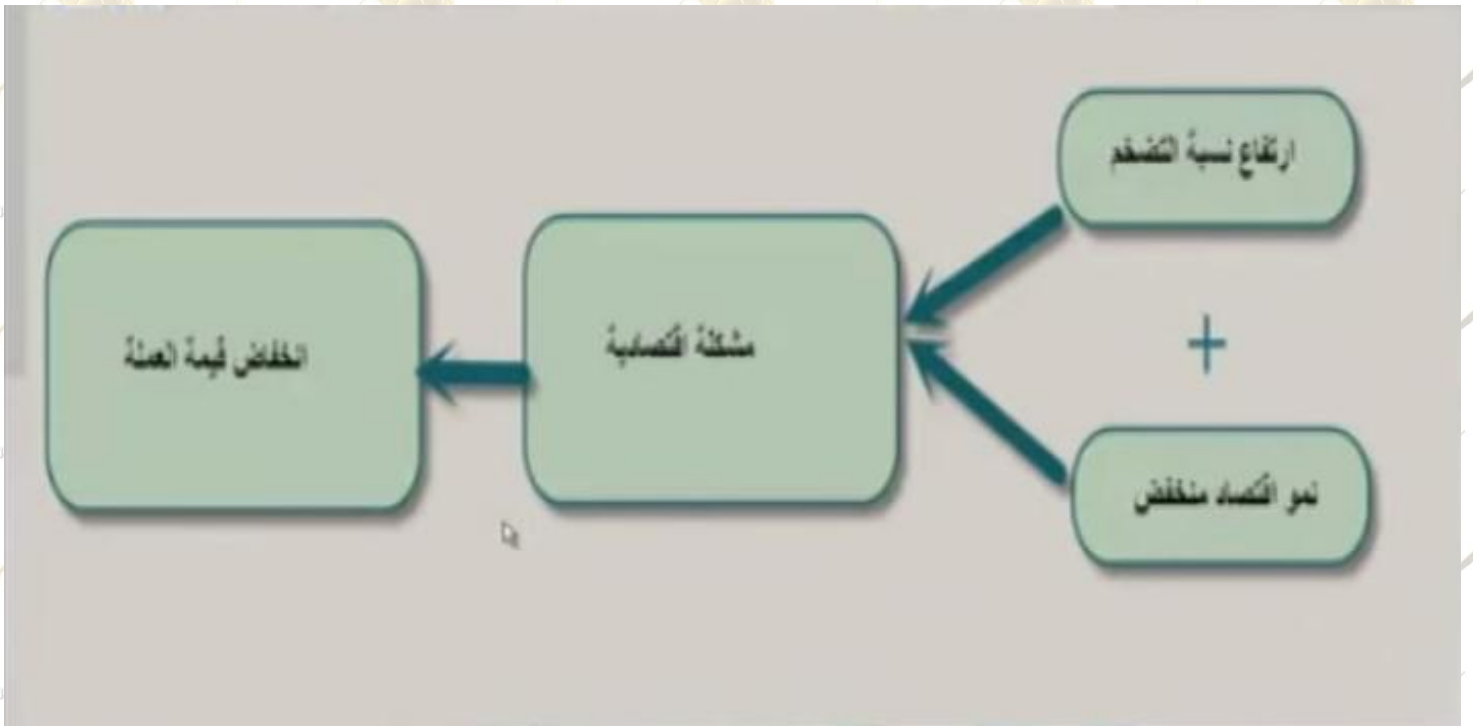 ارتفاع نسبة التضخم
+
نمو اقتصاد منخفض
مشكلة اقتصادية
انخفاض قيمة العملة